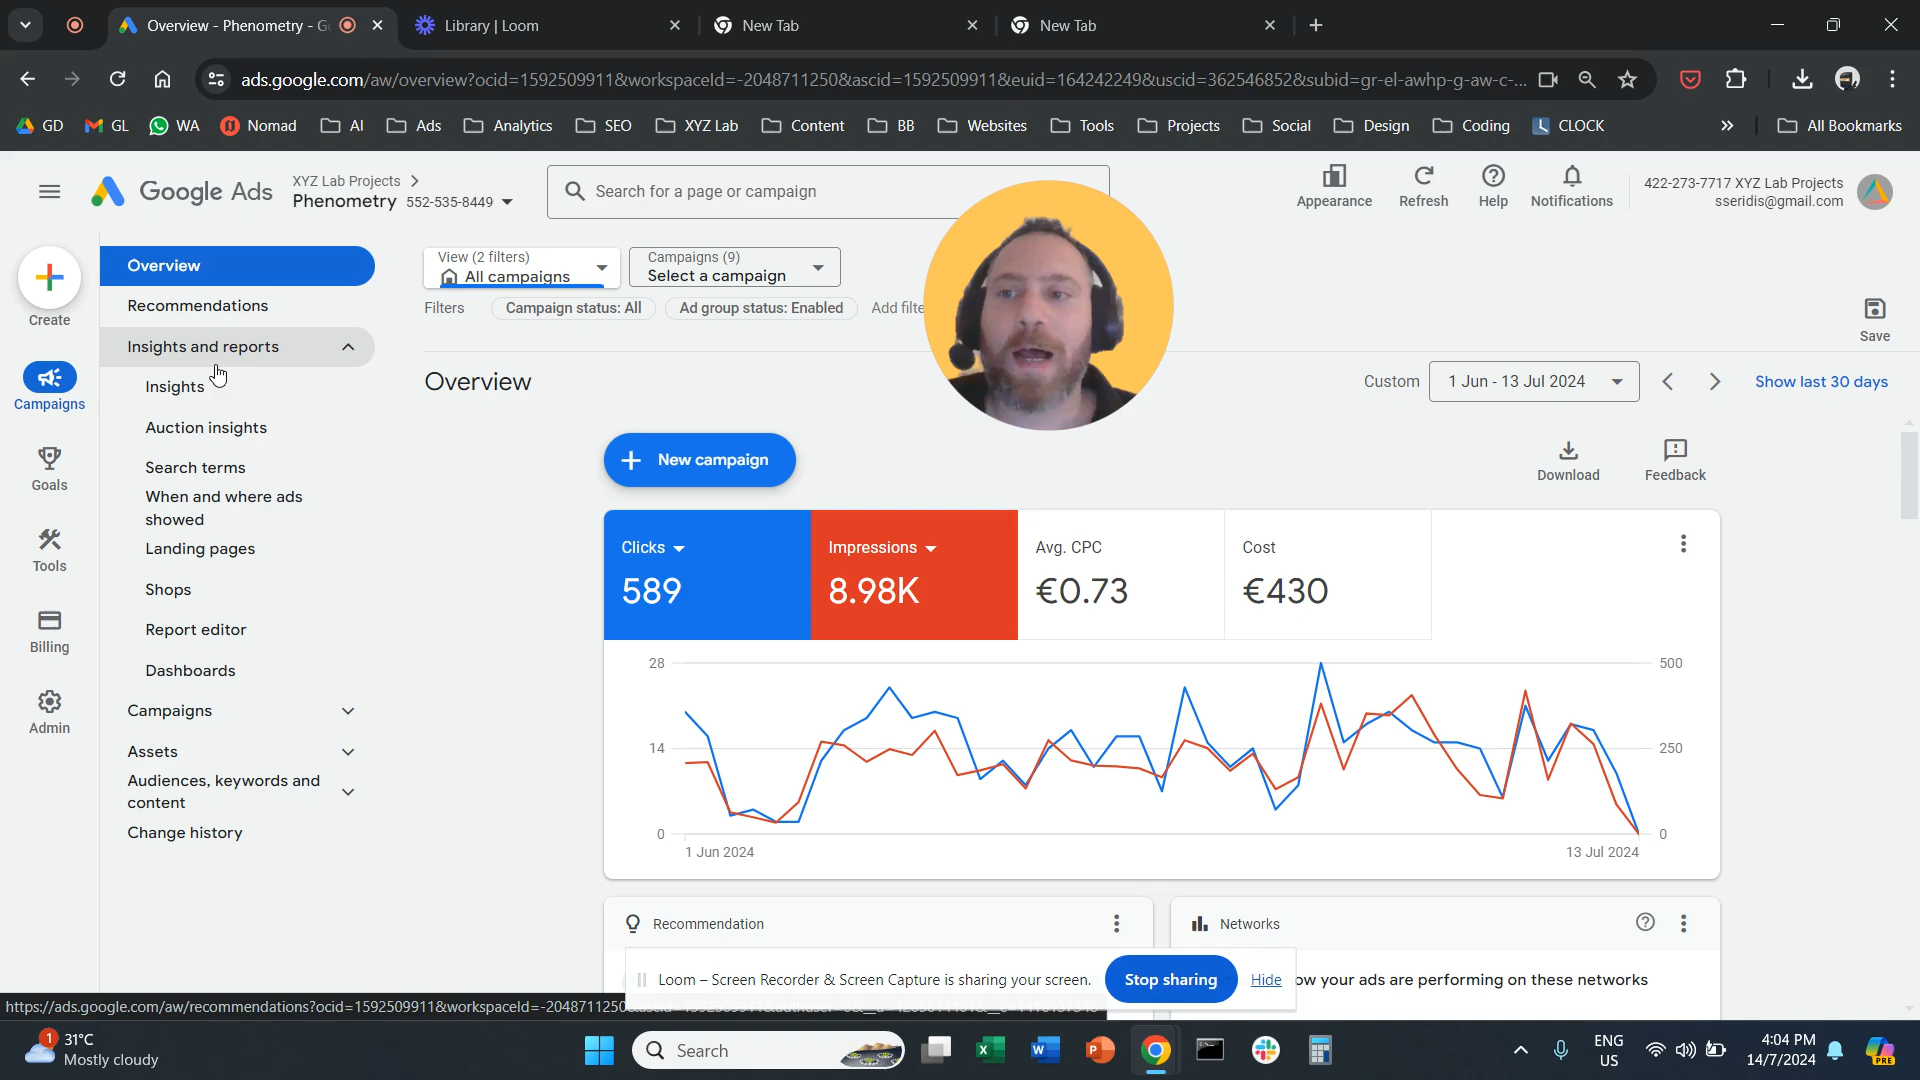 Overview - Phenometry - Go
Library | Loom
New Tab
New Tab
ads.google.com/aw/overview?ocid=1592509911&workspaceId=-2048711250&ascid=1592509911&euid=164242249&uscid=362546852&subid=gr-el-awhp-g-aw-c-...
GD
GL
WA
Nomad
AI
Ads
Analytics
SEO
XYZ Lab
Content
BB
Websites
Tools
Projects
Social
Design
Coding
CLOCK
All Bookmarks
Google Ads
XYZ Lab Projects
Phenometry 552-535-8449
Search for a page or campaign
Appearance
Refresh
Help
Notifications
422-273-7717 XYZ Lab Projects
sseridis@gmail.com
Create
Campaigns
Goals
Tools
Billing
Admin
Overview
Recommendations
Insights and reports
Insights
Auction insights
Search terms
When and where ads
showed
Landing pages
Shops
Report editor
Dashboards
Campaigns
Assets
Audiences, keywords and
content
Change history
View (2 filters)
All campaigns
Campaigns (9)
Select a campaign
Filters
Campaign status: All
Ad group status: Enabled
Add filte
Save
Overview
Custom
1 Jun - 13 Jul 2024
Show last 30 days
New campaign
Download
Feedback
Clicks
589
Impressions
8.98K
Avg. CPC
€0.73
Cost
€430
28
500
14
250
0
0
1 Jun 2024
13 Jul 2024
Recommendation
Networks
Loom – Screen Recorder & Screen Capture is sharing your screen.
Stop sharing
Hide
ow your ads are performing on these networks
https://ads.google.com/aw/recommendations?ocid=1592509911&workspaceId=-2048711250
1
31°C
Mostly cloudy
Search
ENG
US
4:04 PM
14/7/2024
PRE